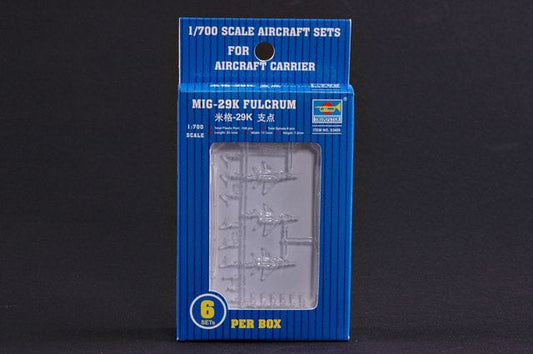 1/700 SCALE AIRCRAFT SETS
FOR
AIRCRAFT CARRIER
MIG-29K FULCRUM
米格-29K 支点
TRUMPETER
1:700
SCALE
6
SETs
PER BOX